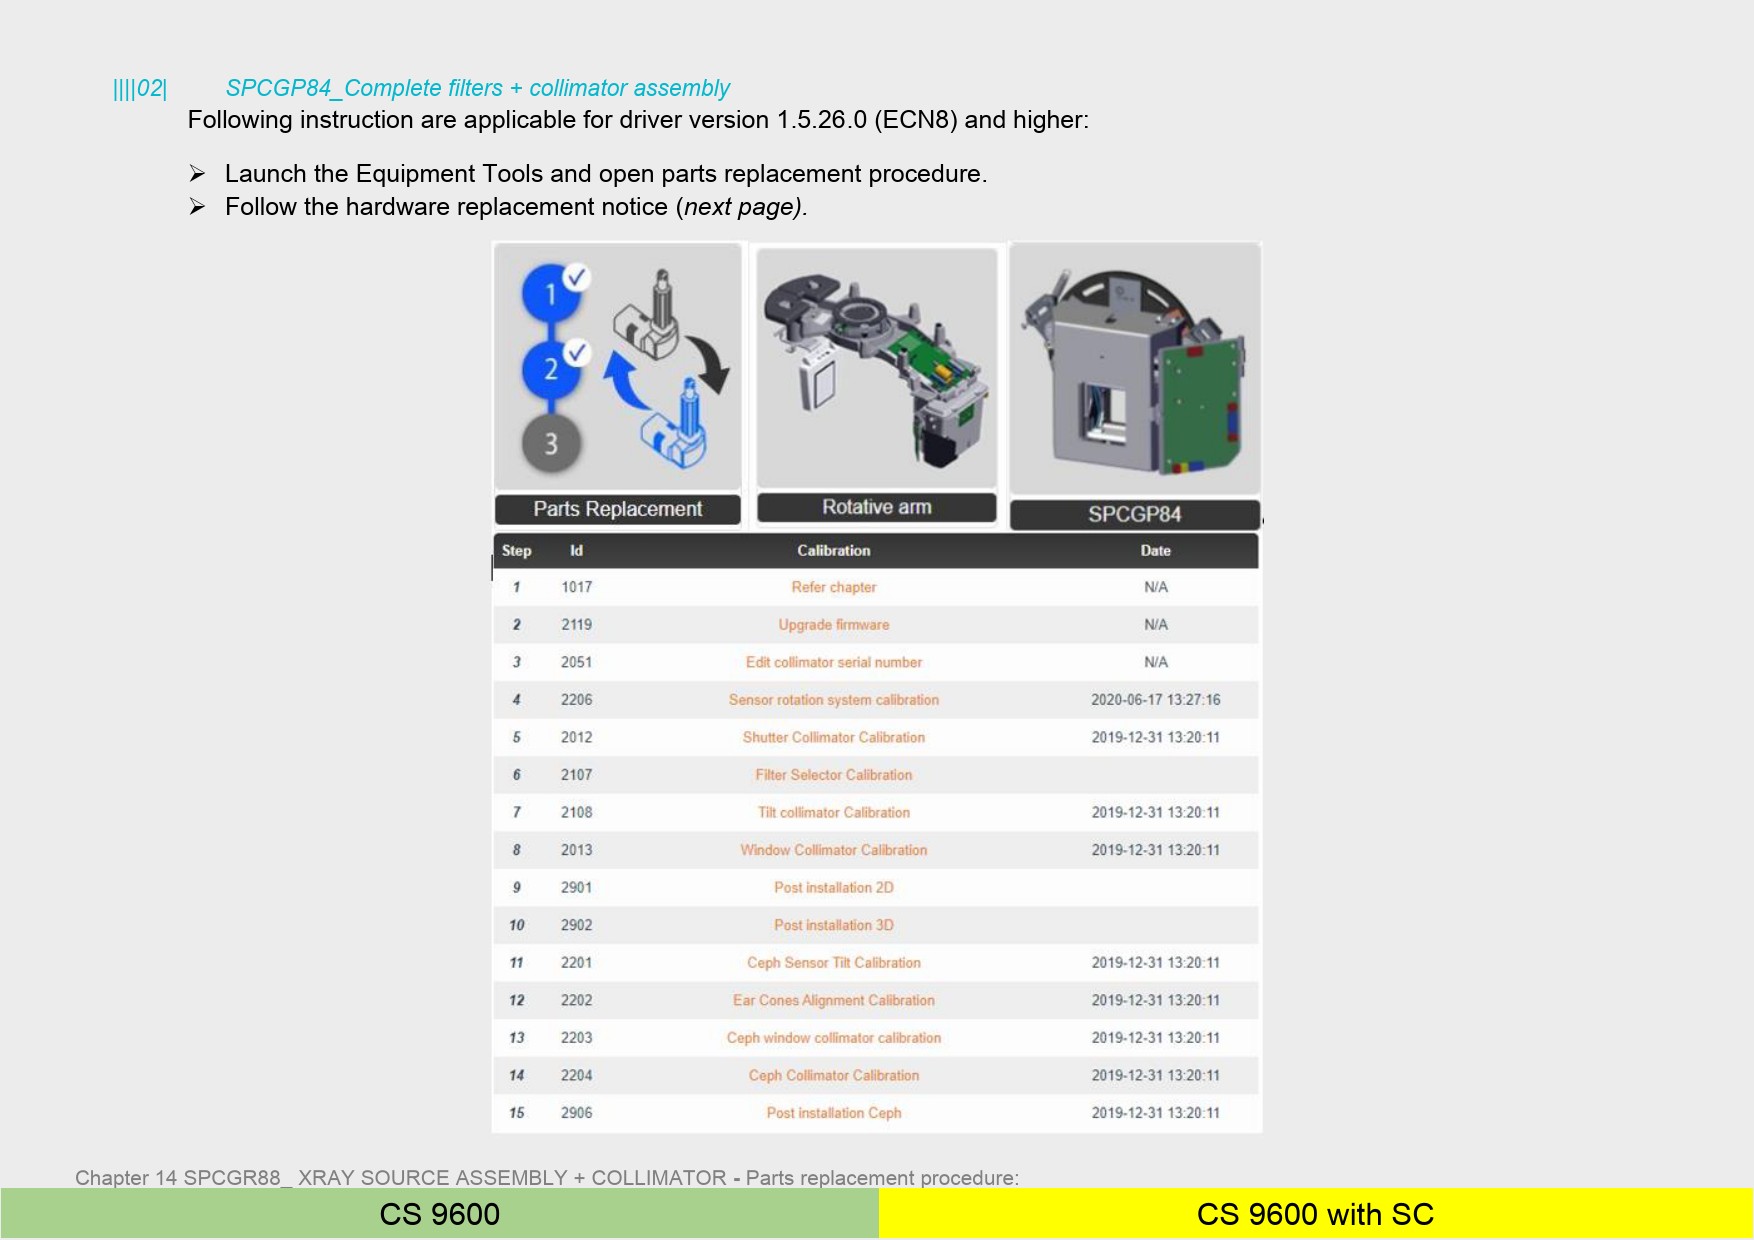 ||||02| SPCGP84_Complete filters + collimator assembly
Following instruction are applicable for driver version 1.5.26.0 (ECN8) and higher:
➢ Launch the Equipment Tools and open parts replacement procedure.
➢ Follow the hardware replacement notice (next page).
1
2
3
Parts Replacement
Rotative arm
SPCGP84
Step Id Calibration Date
1 1017 Refer chapter N/A
2 2119 Upgrade firmware N/A
3 2051 Edit collimator serial number N/A
4 2206 Sensor rotation system calibration 2020-06-17 13:27:16
5 2012 Shutter Collimator Calibration 2019-12-31 13:20:11
6 2107 Filter Selector Calibration
7 2108 Tilt collimator Calibration 2019-12-31 13:20:11
8 2013 Window Collimator Calibration 2019-12-31 13:20:11
9 2901 Post installation 2D
10 2902 Post installation 3D
11 2201 Ceph Sensor Tilt Calibration 2019-12-31 13:20:11
12 2202 Ear Cones Alignment Calibration 2019-12-31 13:20:11
13 2203 Ceph window collimator calibration 2019-12-31 13:20:11
14 2204 Ceph Collimator Calibration 2019-12-31 13:20:11
15 2906 Post installation Ceph 2019-12-31 13:20:11
Chapter 14 SPCGR88_ XRAY SOURCE ASSEMBLY + COLLIMATOR - Parts replacement procedure:
CS 9600
CS 9600 with SC